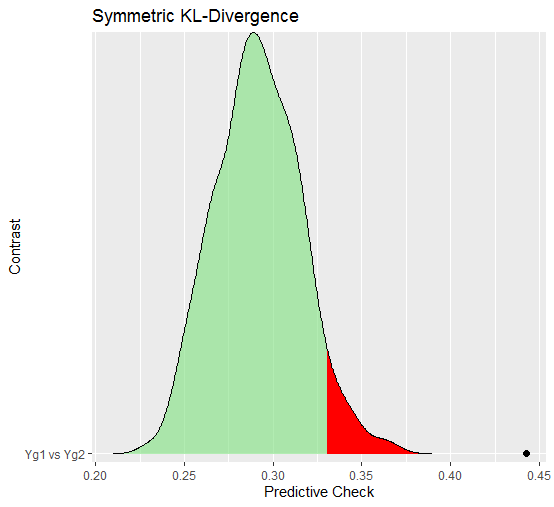 Symmetric KL-Divergence
Contrast
Yg1 vs Yg2
0.20 0.25 0.30 0.35 0.40 0.45
Predictive Check